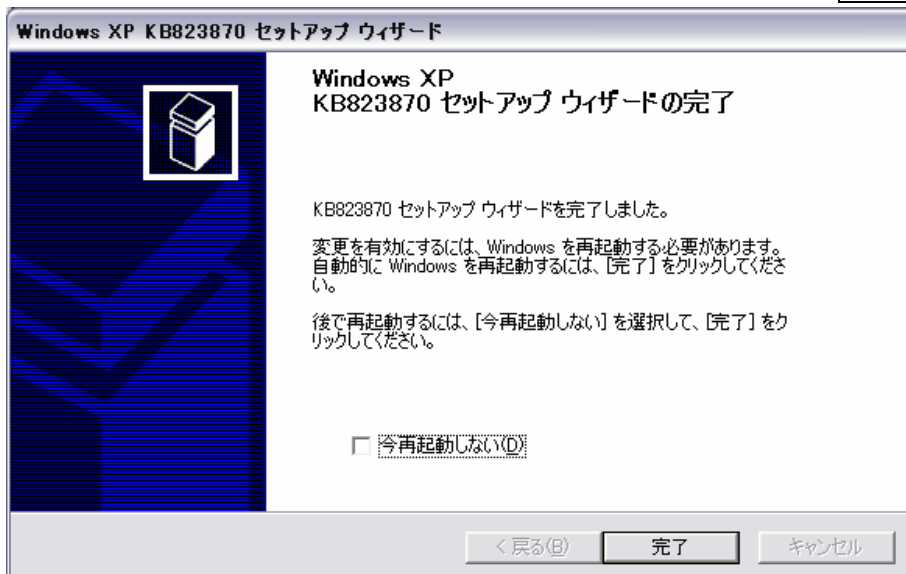 Windows XP KB823870 セットアップ ウィザード
Windows XP
KB823870 セットアップ ウィザードの完了
KB823870 セットアップ ウィザードを完了しました。
変更を有効にするには、Windows を再起動する必要があります。
自動的に Windows を再起動するには、[完了] をクリックしてくださ
い。
後で再起動するには、[今再起動しない] を選択して、[完了] をク
リックしてください。
今再起動しない(D)
< 戻る(B)
完了
キャンセル